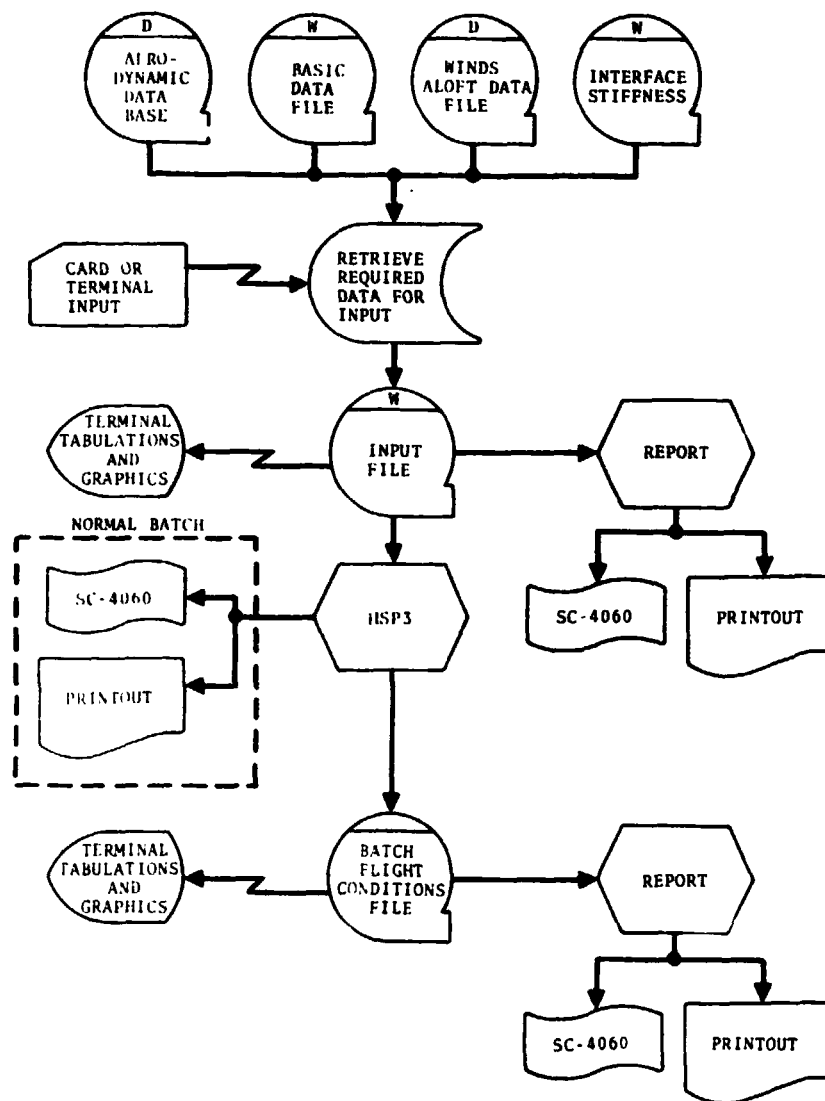 D
AERO-
DYNAMIC
DATA
BASE
W
BASIC
DATA
FILE
D
WINDS
ALOFT DATA
FILE
W
INTERFACE
STIFFNESS
CARD OR
TERMINAL
INPUT
RETRIEVE
REQUIRED
DATA FOR
INPUT
TERMINAL
TABULATIONS
AND
GRAPHICS
W
INPUT
FILE
REPORT
NORMAL BATCH
SC-4060
PRINTOUT
HSP3
SC-4060
PRINTOUT
TERMINAL
TABULATIONS
AND
GRAPHICS
BATCH
FLIGHT
CONDITIONS
FILE
REPORT
SC-4060
PRINTOUT